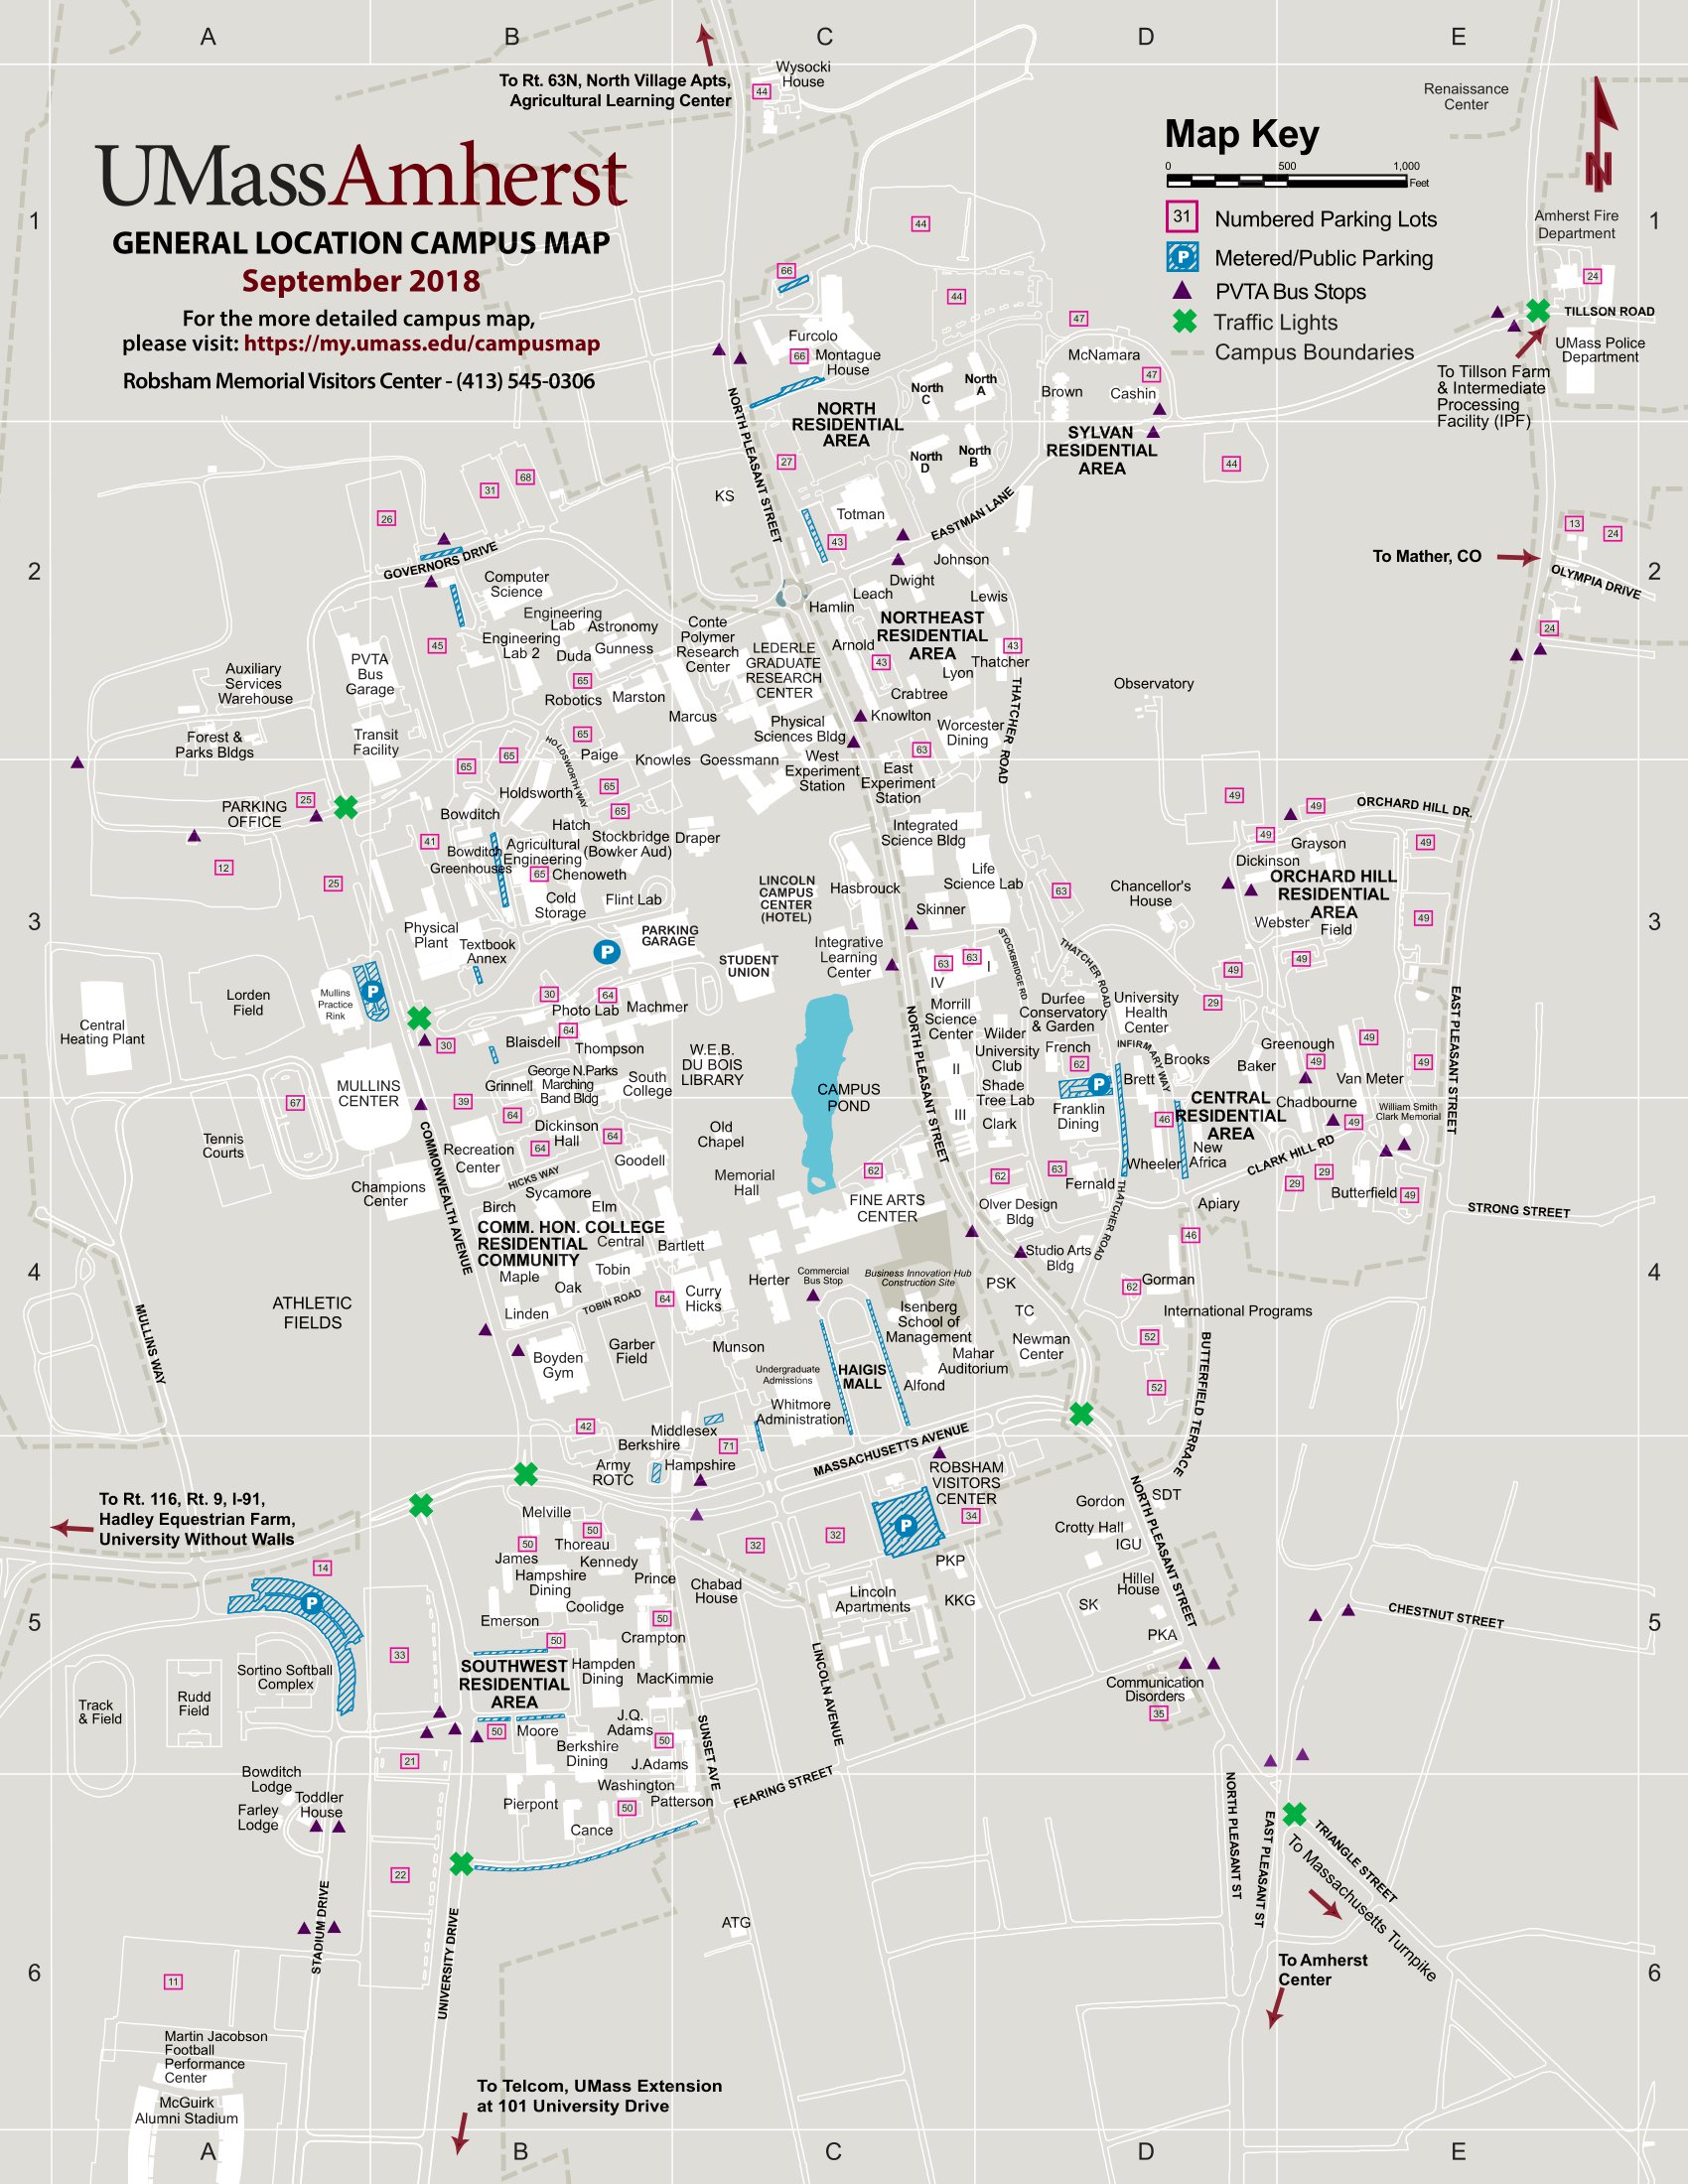 A
B
C
D
E
To Rt. 63N, North Village Apts,
Agricultural Learning Center
Wysocki
House
44
Renaissance
Center
UMassAmherst
GENERAL LOCATION CAMPUS MAP
September 2018
For the more detailed campus map,
please visit: https://my.umass.edu/campusmap
Robsham Memorial Visitors Center - (413) 545-0306
Map Key
0
500
1,000
Feet
31
Numbered Parking Lots
P
Metered/Public Parking
PVTA Bus Stops
Traffic Lights
Campus Boundaries
N
1
1
Amherst Fire
Department
24
TILLSON ROAD
UMass Police
Department
To Tillson Farm
& Intermediate
Processing
Facility (IPF)
44
66
44
47
Furcolo
66
Montague
House
McNamara
47
Brown
Cashin
North
C
North
A
NORTH
RESIDENTIAL
AREA
NORTH PLEASANT STREET
SYLVAN
RESIDENTIAL
AREA
North
D
North
B
44
27
KS
Totman
EASTMAN LANE
43
68
31
26
GOVERNORS DRIVE
2
2
13
24
To Mather, CO
OLYMPIA DRIVE
24
Computer
Science
Engineering
Lab
Astronomy
Engineering
Lab 2
Duda
Gunness
45
65
Robotics
Marston
Marcus
Conte
Polymer
Research
Center
LEDERLE
GRADUATE
RESEARCH
CENTER
Johnson
Dwight
Leach
Hamlin
Lewis
NORTHEAST
RESIDENTIAL
AREA
Arnold
43
43
Thatcher
Lyon
Crabtree
Knowlton
Worcester
Dining
THATCHER ROAD
Observatory
Physical
Sciences Bldg
West
Experiment
Station
East
Experiment
Station
63
Auxiliary
Services
Warehouse
PVTA
Bus
Garage
Forest &
Parks Bldgs
Transit
Facility
65
65
65
HOLDSWORTH WAY
Paige
Knowles
Goessmann
Holdsworth
65
65
PARKING
OFFICE
25
Bowditch
41
12
25
Bowditch
Greenhouses
Hatch
Agricultural
Engineering
Stockbridge
(Bowker Aud)
Draper
65
Chenoweth
Cold
Storage
Flint Lab
Integrated
Science Bldg
Life
Science Lab
LINCOLN
CAMPUS
CENTER
(HOTEL)
Hasbrouck
Skinner
63
Chancellor's
House
49
49
ORCHARD HILL DR.
49
Grayson
49
Dickinson
ORCHARD HILL
RESIDENTIAL
AREA
Webster
Field
49
49
49
29
3
3
Physical
Plant
Textbook
Annex
PARKING
GARAGE
P
STUDENT
UNION
Integrative
Learning
Center
63
63
I
IV
STOCKBRIDGE RD
THATCHER ROAD
Morrill
Science
Center
Wilder
Durfee
Conservatory
& Garden
University
Health
Center
Central
Heating Plant
Lorden
Field
Mullins
Practice
Rink
P
30
64
Photo Lab
Machmer
64
30
Blaisdell
Thompson
George N.Parks
Marching
Band Bldg
Grinnell
South
College
W.E.B.
DU BOIS
LIBRARY
CAMPUS
POND
NORTH PLEASANT STREET
University
Club
French
62
INFIRMARY WAY
Brooks
P
Brett
II
Shade
Tree Lab
III
Clark
Franklin
Dining
46
CENTRAL
RESIDENTIAL
AREA
Greenough
49
Baker
49
49
Van Meter
EAST PLEASANT STREET
Chadbourne
49
William Smith
Clark Memorial
New
Africa
CLARK HILL RD
29
29
Wheeler
Butterfield
49
STRONG STREET
67
MULLINS
CENTER
39
64
Dickinson
Hall
64
64
Tennis
Courts
Recreation
Center
Goodell
Old
Chapel
Memorial
Hall
62
FINE ARTS
CENTER
62
63
Fernald
Olver Design
Bldg
Apiary
THATCHER ROAD
46
Champions
Center
COMMONWEALTH AVENUE
HICKS WAY
Sycamore
Birch
Elm
COMM. HON. COLLEGE
RESIDENTIAL
COMMUNITY
Central
Bartlett
Maple
Tobin
Oak
TOBIN ROAD
64
Linden
Curry
Hicks
Herter
Commercial
Bus Stop
Business Innovation Hub
Construction Site
Studio Arts
Bldg
PSK
62
Gorman
International Programs
4
4
MULLINS WAY
ATHLETIC
FIELDS
Isenberg
School of
Management
TC
Newman
Center
52
Mahar
Auditorium
52
BUTTERFIELD TERRACE
Boyden
Gym
Garber
Field
Munson
Undergraduate
Admissions
HAIGIS
MALL
Alfond
Whitmore
Administration
42
Middlesex
Berkshire
71
Army
ROTC
Hampshire
MASSACHUSETTS AVENUE
ROBSHAM
VISITORS
CENTER
34
P
32
32
To Rt. 116, Rt. 9, I-91,
Hadley Equestrian Farm,
University Without Walls
14
P
Melville
50
50
Thoreau
James
Kennedy
Hampshire
Dining
Prince
Coolidge
Emerson
50
50
Crampton
Chabad
House
Lincoln
Apartments
PKP
KKG
Gordon
SDT
Crotty Hall
IGU
Hillel
House
SK
PKA
NORTH PLEASANT STREET
CHESTNUT STREET
Communication
Disorders
35
5
5
33
Sortino Softball
Complex
Rudd
Field
Track
& Field
SOUTHWEST
RESIDENTIAL
AREA
Hampden
Dining
MacKimmie
50
Moore
J.Q.
Adams
50
Berkshire
Dining
J.Adams
SUNSET AVE
LINCOLN AVENUE
FEARING STREET
21
Washington
Patterson
50
Pierpont
Cance
Bowditch
Lodge
Toddler
House
Farley
Lodge
22
STADIUM DRIVE
UNIVERSITY DRIVE
ATG
NORTH PLEASANT ST
EAST PLEASANT ST
TRIANGLE STREET
To Massachusetts Turnpike
To Amherst
Center
6
6
11
Martin Jacobson
Football
Performance
Center
McGuirk
Alumni Stadium
To Telcom, UMass Extension
at 101 University Drive
A
B
C
D
E